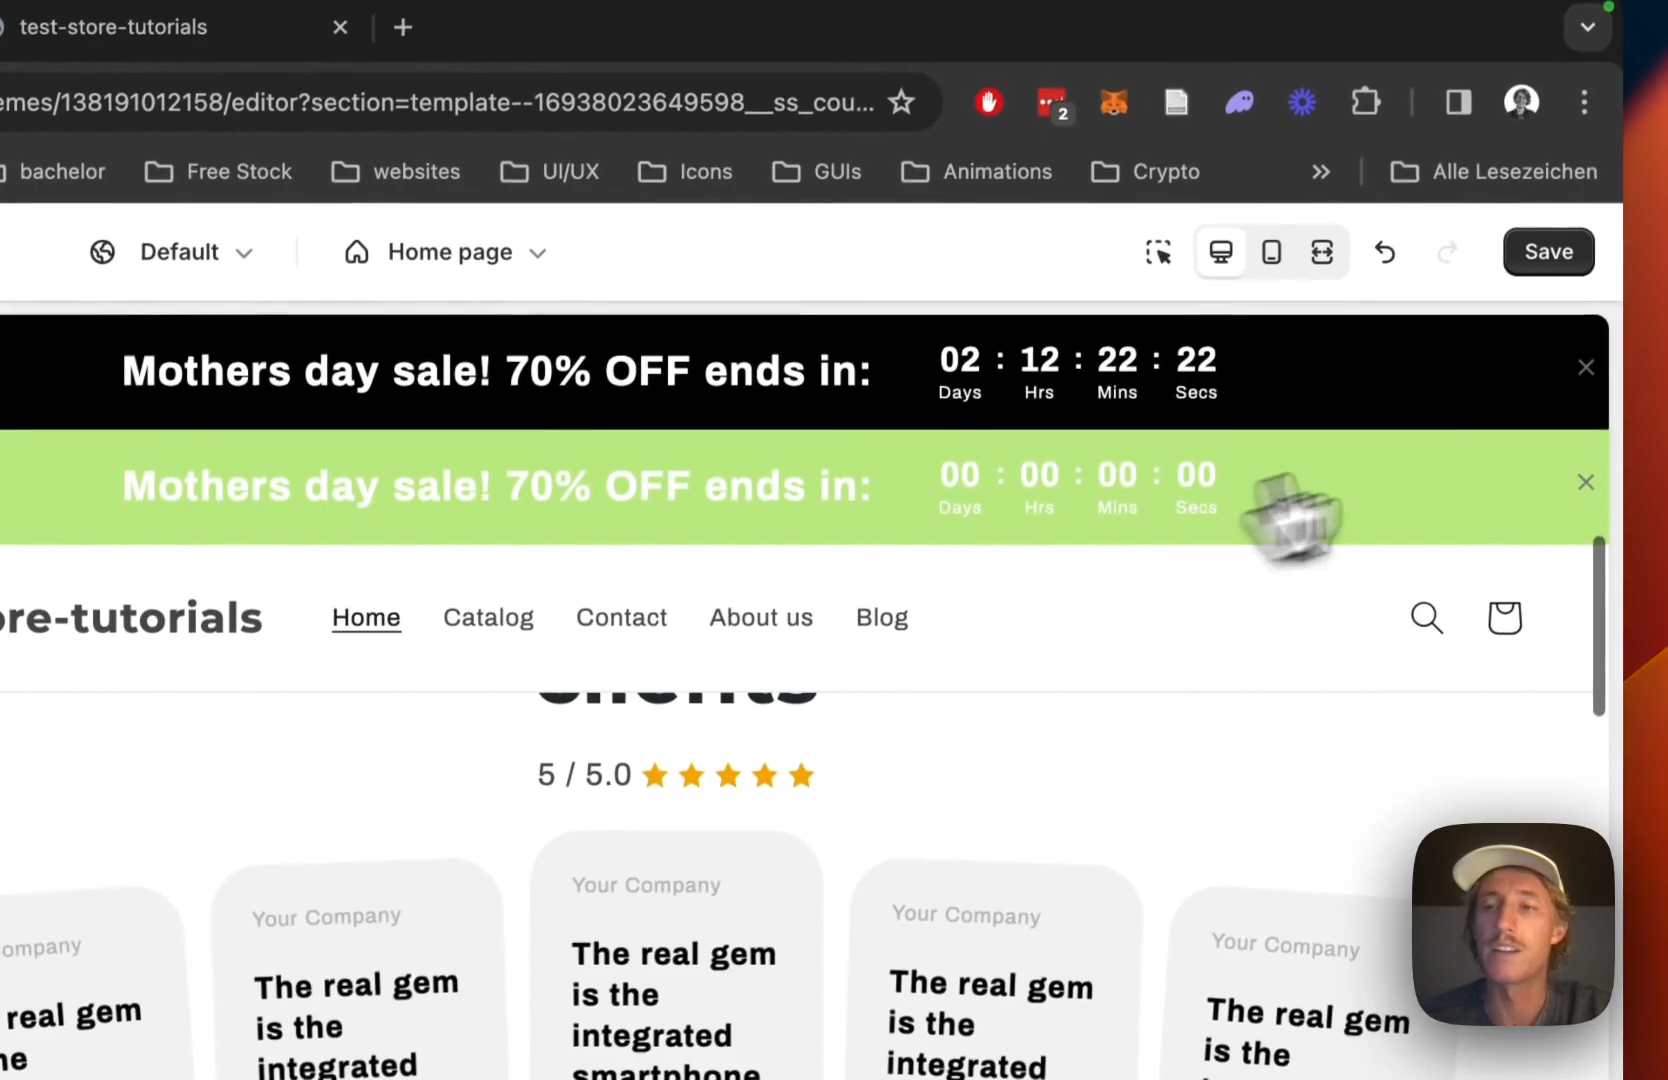 test-store-tutorials
emes/138191012158/editor?section=template--16938023649598__ss_cou...
2
bachelor Free Stock websites UI/UX Icons GUIs Animations Crypto Alle Lesezeichen
Default Home page Save
Mothers day sale! 70% OFF ends in: 02 : 12 : 22 : 22
Days Hrs Mins Secs
Mothers day sale! 70% OFF ends in: 00 : 00 : 00 : 00
Days Hrs Mins Secs
ore-tutorials Home Catalog Contact About us Blog
5 / 5.0
ompany
real gem
Your Company
The real gem
is the
integrated
Your Company
The real gem
is the
integrated
smartphone
Your Company
The real gem
is the
integrated
Your Company
The real gem
is the